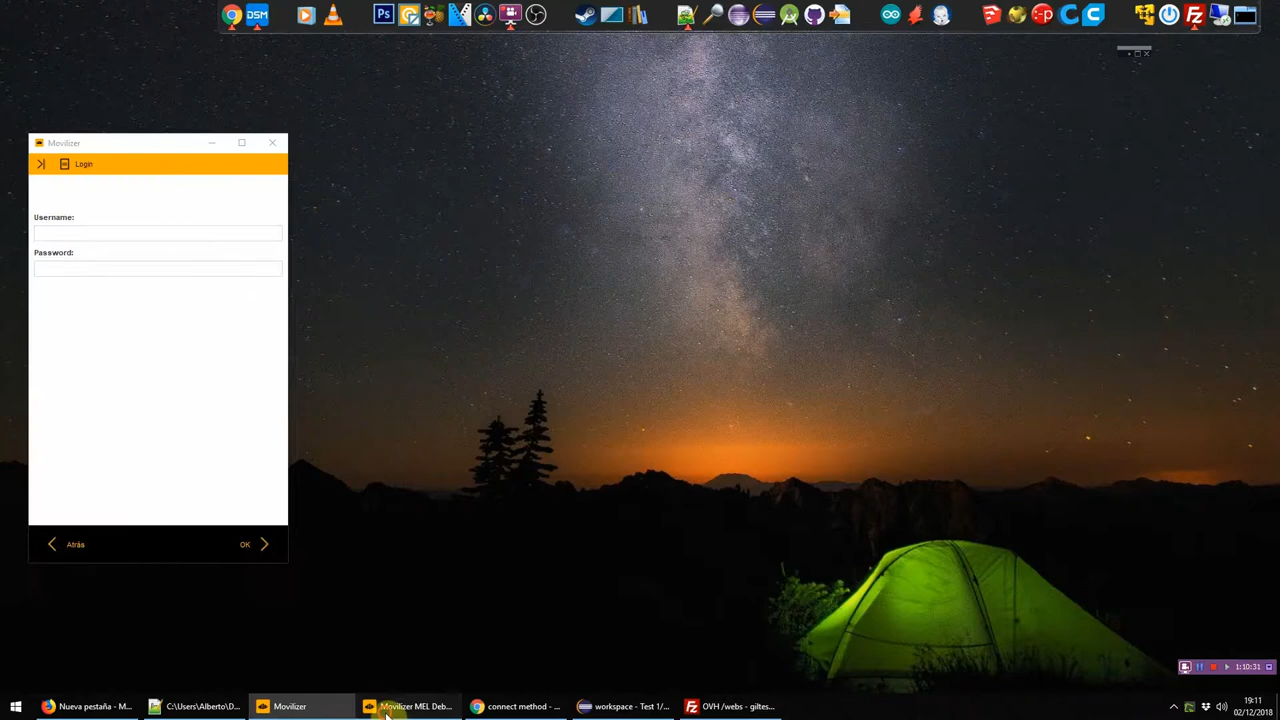 DSM
Ps
Movilizer
Login
Username:
Password:
Atrás
OK
1:10:31
Nueva pestaña - M...
C:\Users\Alberto\D...
Movilizer
Movilizer MEL Deb...
connect method - ...
workspace - Test 1/...
OVH /webs - giltes...
19:11
02/12/2018